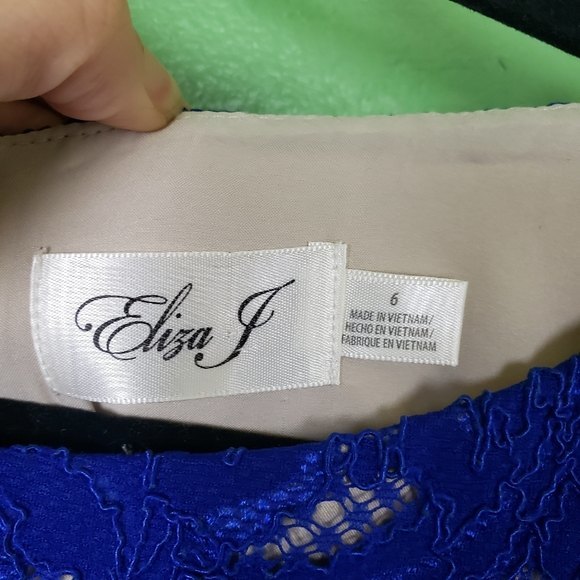 Eliza J
6
MADE IN VIETNAM/
HECHO EN VIETNAM/
FABRIQUE EN VIETNAM